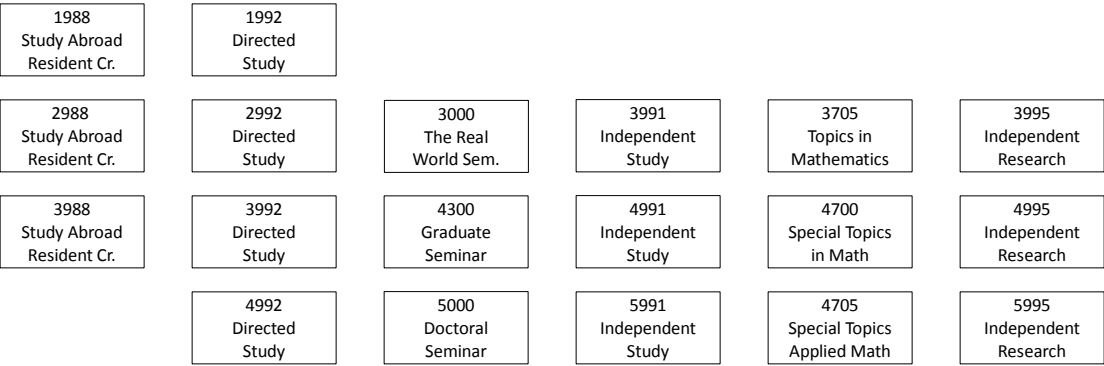 1988
Study Abroad
Resident Cr.
1992
Directed
Study
2988
Study Abroad
Resident Cr.
2992
Directed
Study
3000
The Real
World Sem.
3991
Independent
Study
3705
Topics in
Mathematics
3995
Independent
Research
3988
Study Abroad
Resident Cr.
3992
Directed
Study
4300
Graduate
Seminar
4991
Independent
Study
4700
Special Topics
in Math
4995
Independent
Research
4992
Directed
Study
5000
Doctoral
Seminar
5991
Independent
Study
4705
Special Topics
Applied Math
5995
Independent
Research